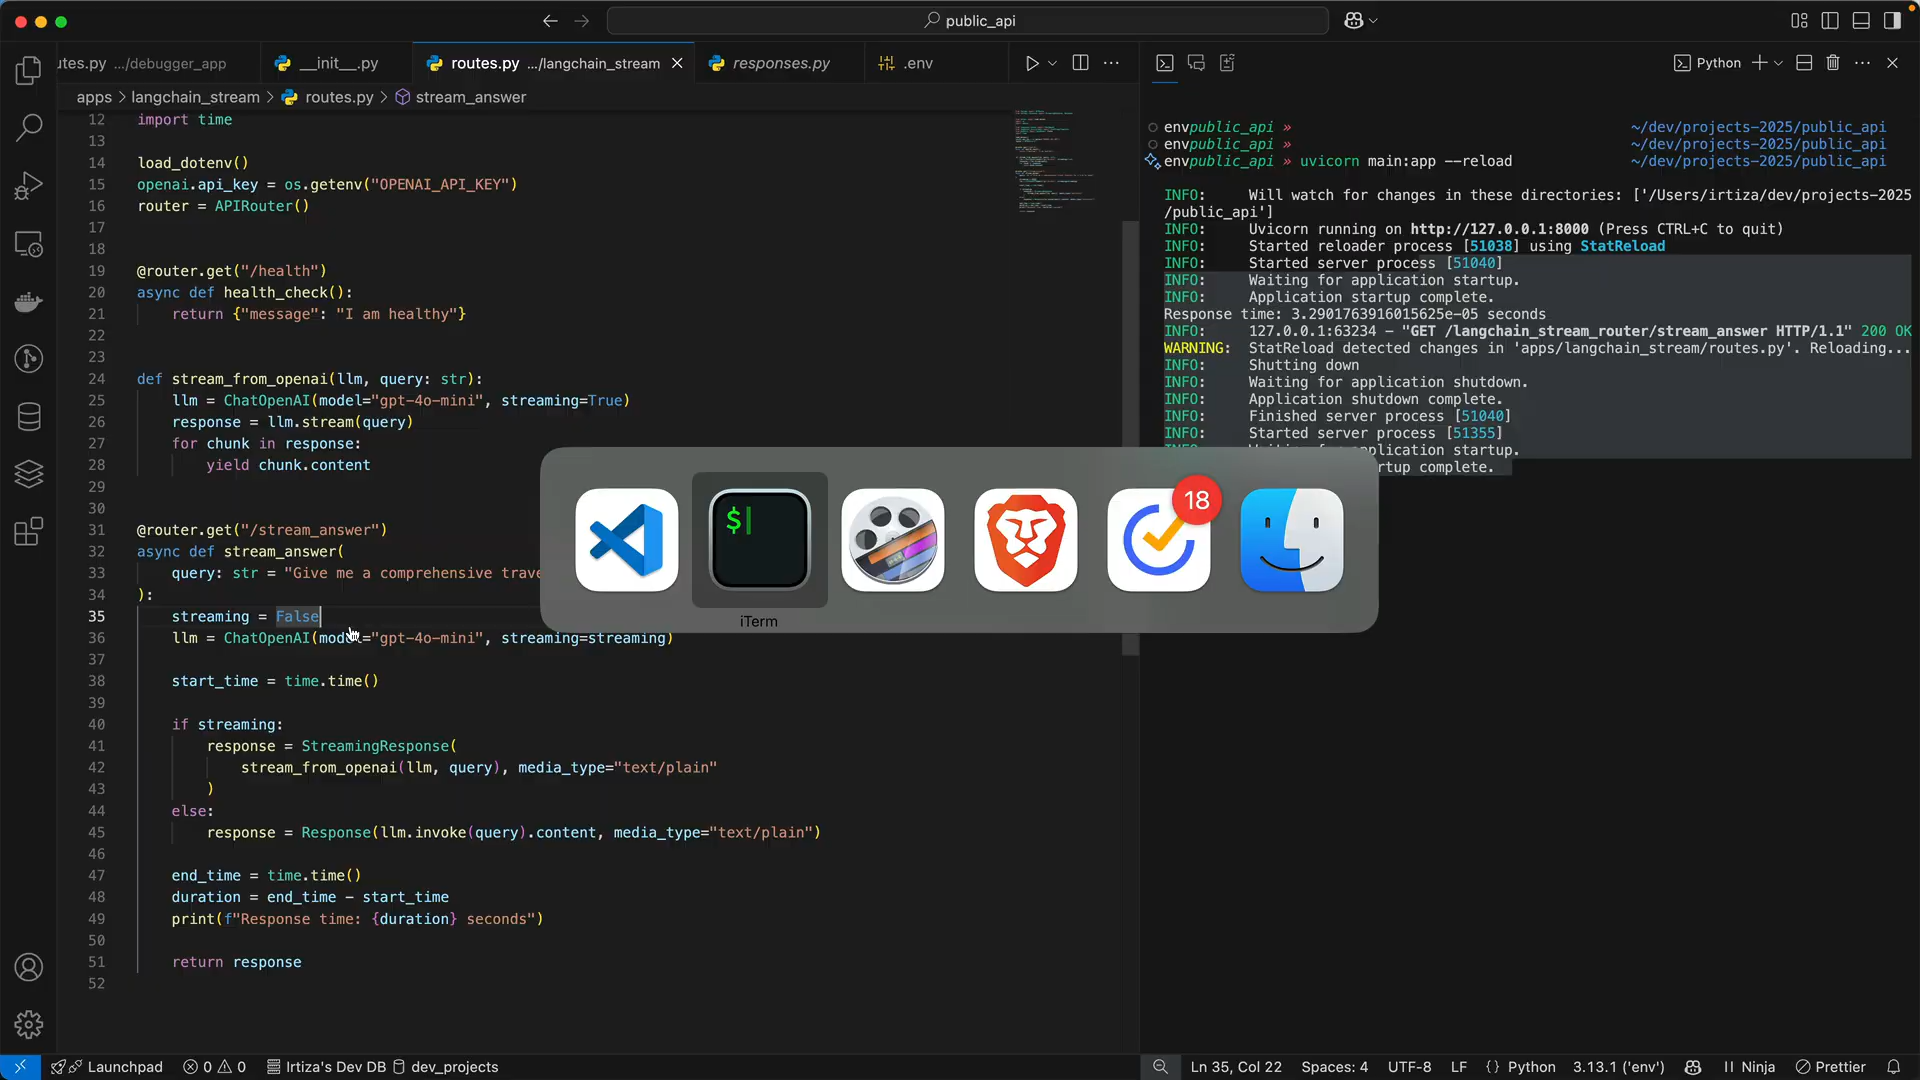 public_api
utes.py .../debugger_app
__init__.py
routes.py .../langchain_stream
responses.py
.env
Python
apps > langchain_stream > routes.py > stream_answer
12 import time
13
14 load_dotenv()
15 openai.api_key = os.getenv("OPENAI_API_KEY")
16 router = APIRouter()
17
18
19 @router.get("/health")
20 async def health_check():
21 return {"message": "I am healthy"}
22
23
24 def stream_from_openai(llm, query: str):
25 llm = ChatOpenAI(model="gpt-4o-mini", streaming=True)
26 response = llm.stream(query)
27 for chunk in response:
28 yield chunk.content
29
30
31 @router.get("/stream_answer")
32 async def stream_answer(
33 query: str = "Give me a comprehensive trave
34 ):
35 streaming = False
36 llm = ChatOpenAI(model="gpt-4o-mini", streaming=streaming)
37
38 start_time = time.time()
39
40 if streaming:
41 response = StreamingResponse(
42 stream_from_openai(llm, query), media_type="text/plain"
43 )
44 else:
45 response = Response(llm.invoke(query).content, media_type="text/plain")
46
47 end_time = time.time()
48 duration = end_time - start_time
49 print(f"Response time: {duration} seconds")
50
51 return response
52
envpublic_api » ~/dev/projects-2025/public_api
envpublic_api » ~/dev/projects-2025/public_api
envpublic_api » uvicorn main:app --reload ~/dev/projects-2025/public_api
INFO: Will watch for changes in these directories: ['/Users/irtiza/dev/projects-2025
/public_api']
INFO: Uvicorn running on http://127.0.0.1:8000 (Press CTRL+C to quit)
INFO: Started reloader process [51038] using StatReload
INFO: Started server process [51040]
INFO: Waiting for application startup.
INFO: Application startup complete.
Response time: 3.2901763916015625e-05 seconds
INFO: 127.0.0.1:63234 - "GET /langchain_stream_router/stream_answer HTTP/1.1" 200 OK
WARNING: StatReload detected changes in 'apps/langchain_stream/routes.py'. Reloading...
INFO: Shutting down
INFO: Waiting for application shutdown.
INFO: Application shutdown complete.
INFO: Finished server process [51040]
INFO: Started server process [51355]
pplication startup.
rtup complete.
$
18
iTerm
Launchpad
0 0
Irtiza's Dev DB
dev_projects
Ln 35, Col 22
Spaces: 4
UTF-8
LF
{} Python
3.13.1 ('env')
Ninja
Prettier